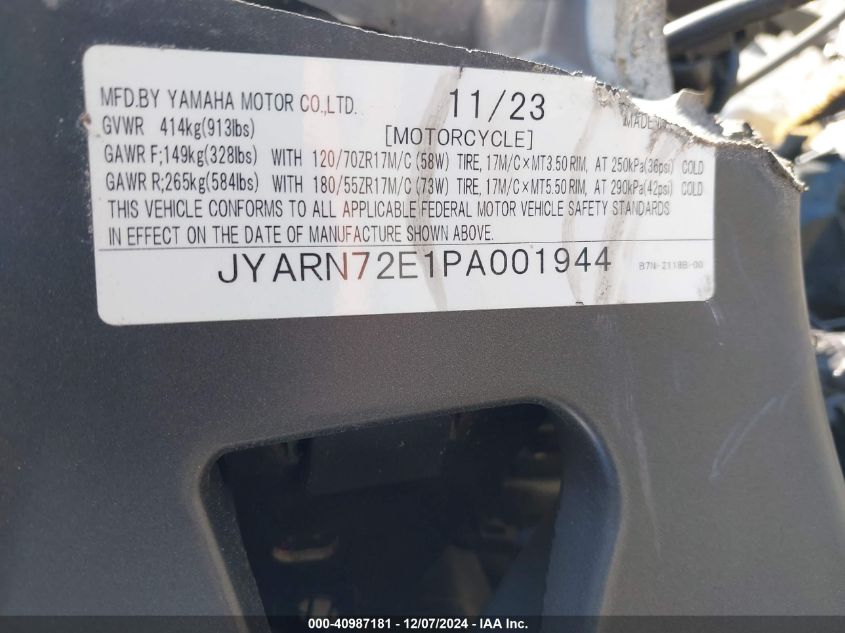 MFD.BY YAMAHA MOTOR CO.,LTD. 11/23
GVWR 414kg(913lbs) [MOTORCYCLE]
GAWR F;149kg(328lbs) WITH 120/70ZR17M/C (58W) TIRE, 17M/C×MT3.50 RIM, AT 250kPa(36psi) COLD
GAWR R;265kg(584lbs) WITH 180/55ZR17M/C (73W) TIRE, 17M/C×MT5.50 RIM, AT 290kPa(42psi) COLD
THIS VEHICLE CONFORMS TO ALL APPLICABLE FEDERAL MOTOR VEHICLE SAFETY STANDARDS
IN EFFECT ON THE DATE OF MANUFACTURE SHOWN ABOVE.
JYARN72E1PA001944 B7N-2118B-00
000-40987181 - 12/07/2024 - IAA Inc.